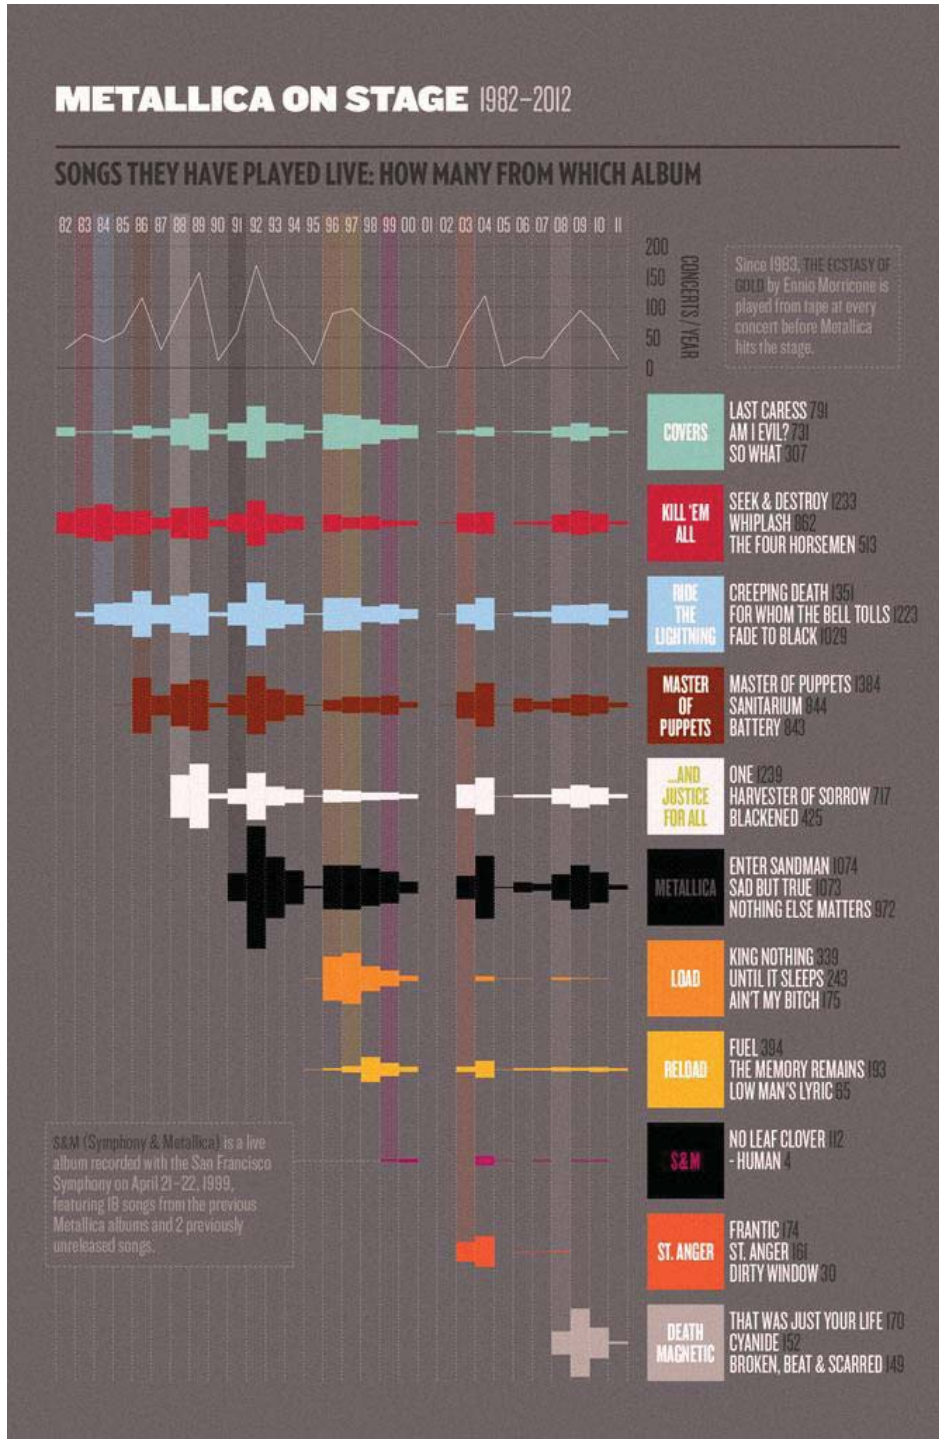 METALLICA ON STAGE 1982–2012
SONGS THEY HAVE PLAYED LIVE: HOW MANY FROM WHICH ALBUM
82 83 84 85 86 87 88 89 90 91 92 93 94 95 96 97 98 99 00 01 02 03 04 05 06 07 08 09 10 11
200
150
100
50
0
CONCERTS / YEAR
Since 1983, THE ECSTASY OF
GOLD by Ennio Morricone is
played from tape at every
concert before Metallica
hits the stage.
COVERS
LAST CARESS 791
AM I EVIL? 731
SO WHAT 307
KILL 'EM
ALL
SEEK & DESTROY 1233
WHIPLASH 862
THE FOUR HORSEMEN 513
RIDE
THE
LIGHTNING
CREEPING DEATH 1351
FOR WHOM THE BELL TOLLS 1223
FADE TO BLACK 1029
MASTER
OF
PUPPETS
MASTER OF PUPPETS 1384
SANITARIUM 844
BATTERY 843
...AND
JUSTICE
FOR ALL
ONE 1239
HARVESTER OF SORROW 717
BLACKENED 425
METALLICA
ENTER SANDMAN 1074
SAD BUT TRUE 1073
NOTHING ELSE MATTERS 972
LOAD
KING NOTHING 339
UNTIL IT SLEEPS 243
AIN'T MY BITCH 175
RELOAD
FUEL 394
THE MEMORY REMAINS 193
LOW MAN'S LYRIC 65
S&M (Symphony & Metallica) is a live
album recorded with the San Francisco
Symphony on April 21–22, 1999,
featuring 18 songs from the previous
Metallica albums and 2 previously
unreleased songs.
S&M
NO LEAF CLOVER 112
- HUMAN 4
ST. ANGER
FRANTIC 174
ST. ANGER 161
DIRTY WINDOW 30
DEATH
MAGNETIC
THAT WAS JUST YOUR LIFE 170
CYANIDE 152
BROKEN, BEAT & SCARRED 149